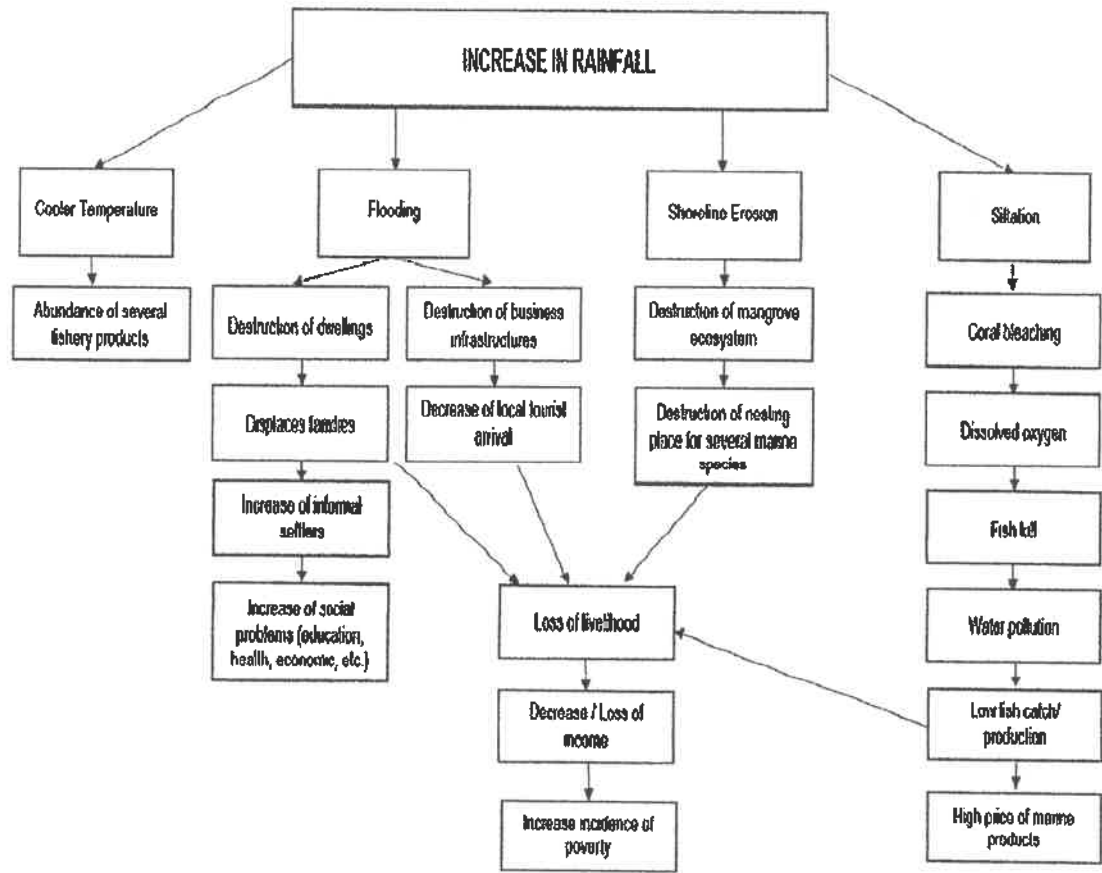 INCREASE IN RAINFALL
Cooler Temperature
Flooding
Shoreline Erosion
Siltation
Abundance of several
fishery products
Destruction of dwellings
Destruction of business
infrastructures
Destruction of mangrove
ecosystem
Coral bleaching
Displaces families
Decrease of local tourist
arrival
Destruction of nesting
place for several marine
species
Dissolved oxygen
Increase of informal
settlers
Fish kill
Increase of social
problems (education,
health, economic, etc.)
Loss of livelihood
Water pollution
Decrease / Loss of
income
Low fish catch/
production
Increase incidence of
poverty
High price of marine
products